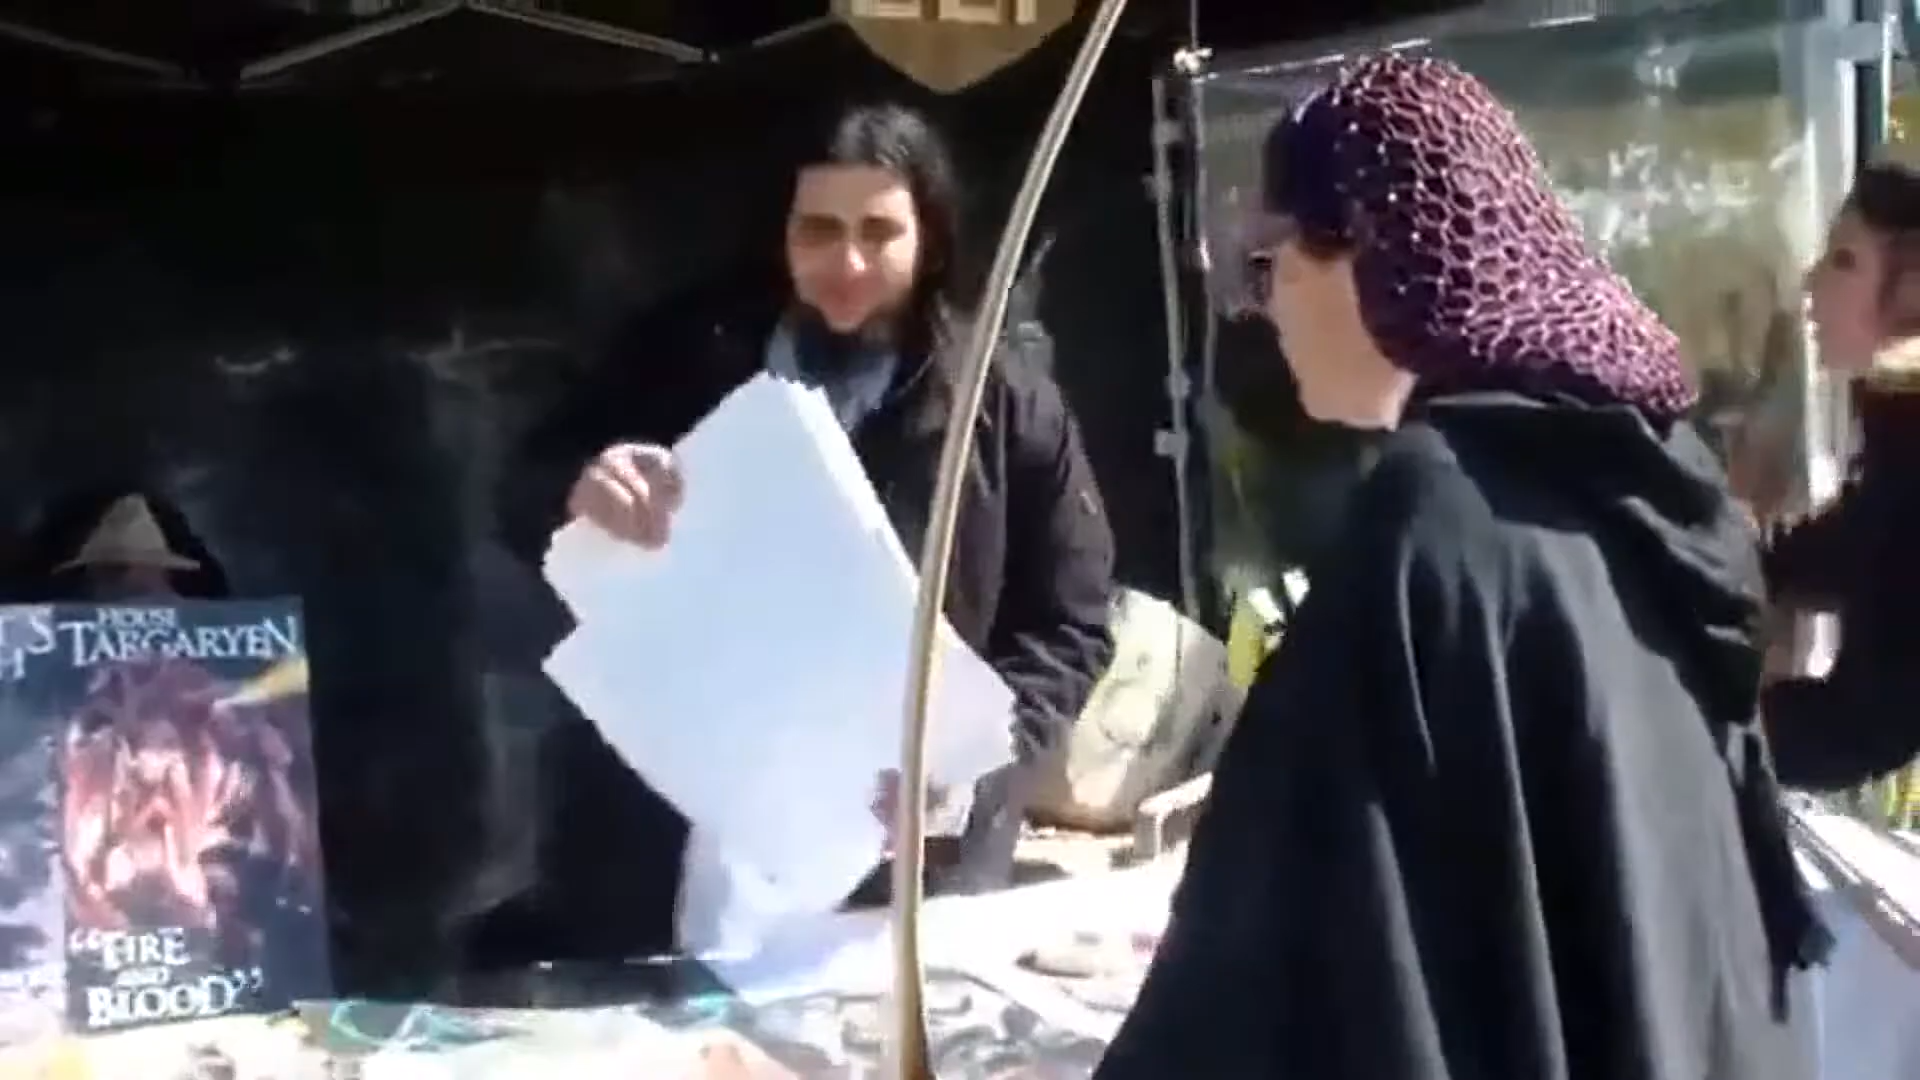 HOUSE
TARGARYEN
"FIRE
AND
BLOOD"